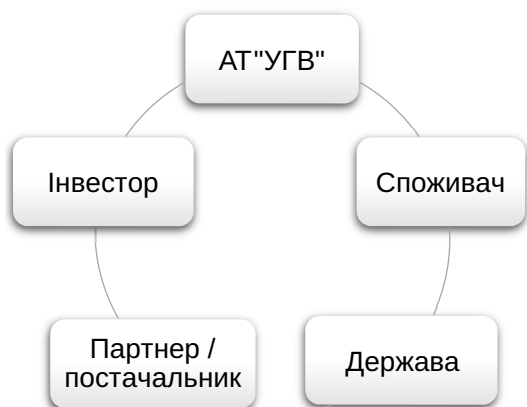 АТ"УГВ"
Інвестор
Споживач
Партнер /
постачальник
Держава